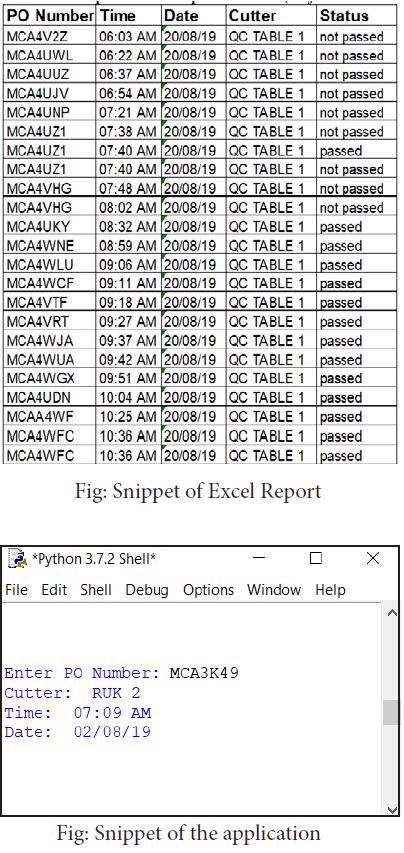 PO Number Time Date Cutter Status
MCA4V2Z 06:03 AM 20/08/19 QC TABLE 1 not passed
MCA4UWL 06:22 AM 20/08/19 QC TABLE 1 not passed
MCA4UUZ 06:37 AM 20/08/19 QC TABLE 1 not passed
MCA4UJV 06:54 AM 20/08/19 QC TABLE 1 not passed
MCA4UNP 07:21 AM 20/08/19 QC TABLE 1 not passed
MCA4UZ1 07:38 AM 20/08/19 QC TABLE 1 not passed
MCA4UZ1 07:40 AM 20/08/19 QC TABLE 1 passed
MCA4UZ1 07:40 AM 20/08/19 QC TABLE 1 not passed
MCA4VHG 07:48 AM 20/08/19 QC TABLE 1 not passed
MCA4VHG 08:02 AM 20/08/19 QC TABLE 1 not passed
MCA4UKY 08:32 AM 20/08/19 QC TABLE 1 passed
MCA4WNE 08:59 AM 20/08/19 QC TABLE 1 passed
MCA4WLU 09:06 AM 20/08/19 QC TABLE 1 passed
MCA4WCF 09:11 AM 20/08/19 QC TABLE 1 passed
MCA4VTF 09:18 AM 20/08/19 QC TABLE 1 passed
MCA4VRT 09:27 AM 20/08/19 QC TABLE 1 passed
MCA4WJA 09:37 AM 20/08/19 QC TABLE 1 passed
MCA4WUA 09:42 AM 20/08/19 QC TABLE 1 passed
MCA4WGX 09:51 AM 20/08/19 QC TABLE 1 passed
MCA4UDN 10:04 AM 20/08/19 QC TABLE 1 passed
MCAA4WF 10:25 AM 20/08/19 QC TABLE 1 passed
MCA4WFC 10:36 AM 20/08/19 QC TABLE 1 passed
MCA4WFC 10:36 AM 20/08/19 QC TABLE 1 passed
Fig: Snippet of Excel Report
*Python 3.7.2 Shell*
File Edit Shell Debug Options Window Help
Enter PO Number: MCA3K49
Cutter: RUK 2
Time: 07:09 AM
Date: 02/08/19
Fig: Snippet of the application